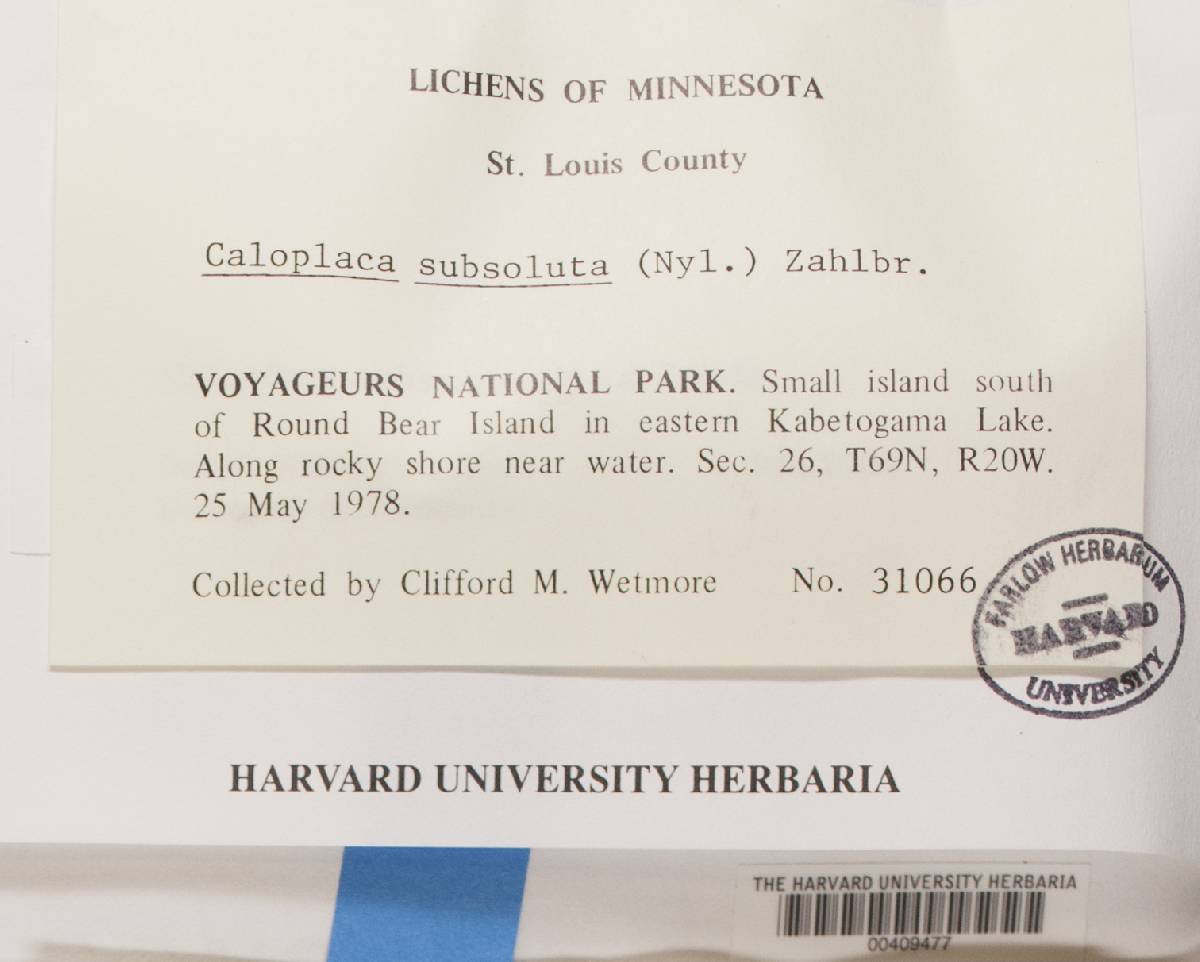 LICHENS OF MINNESOTA
St. Louis County
Caloplaca subsoluta (Nyl.) Zahlbr.
VOYAGEURS NATIONAL PARK. Small island south
of Round Bear Island in eastern Kabetogama Lake.
Along rocky shore near water. Sec. 26, T69N, R20W.
25 May 1978.
Collected by Clifford M. Wetmore No. 31066
FARLOW HERBARIUM
HARVARD
UNIVERSITY
HARVARD UNIVERSITY HERBARIA
THE HARVARD UNIVERSITY HERBARIA
00409477